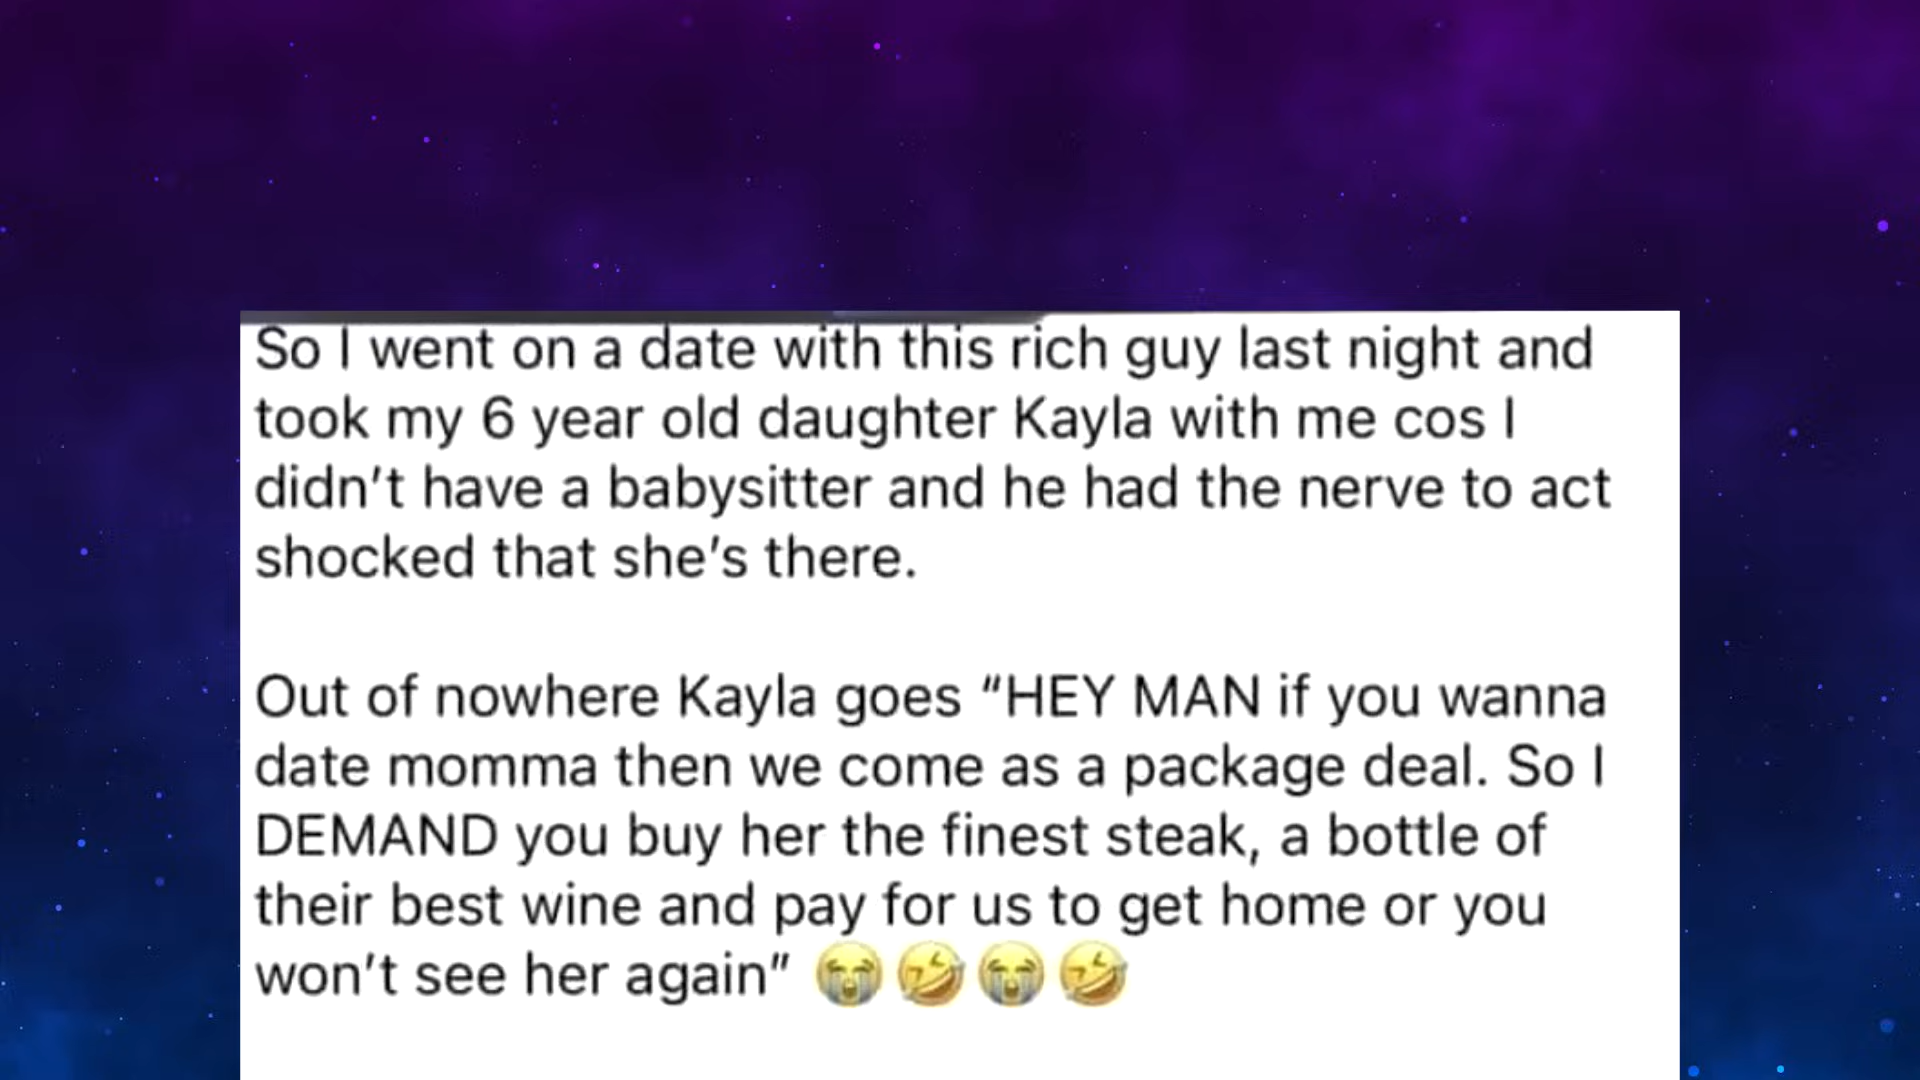 So I went on a date with this rich guy last night and
took my 6 year old daughter Kayla with me cos I
didn’t have a babysitter and he had the nerve to act
shocked that she’s there.
Out of nowhere Kayla goes “HEY MAN if you wanna
date momma then we come as a package deal. So I
DEMAND you buy her the finest steak, a bottle of
their best wine and pay for us to get home or you
won’t see her again” 😭🤣😭🤣